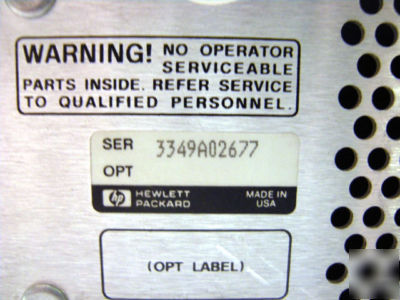 WARNING! NO OPERATOR
SERVICEABLE
PARTS INSIDE. REFER SERVICE
TO QUALIFIED PERSONNEL.
SER 3349A02677
OPT
hp HEWLETT PACKARD
MADE IN USA
(OPT LABEL)